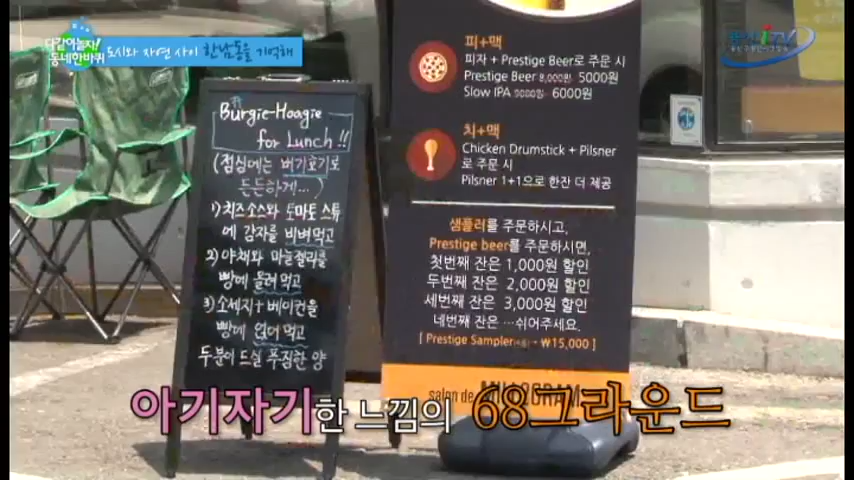 다같이놀자!
동네한바퀴
도시와 자연 사이 한남동을 기억해
iTV
Burgie-Hoagie
for Lunch!!
(점심에는 버기호기로
든든하게...)
1) 치즈소스와 토마토 스튜
에 감자를 비벼먹고
2) 야채와 마늘젤리를
빵에 올려먹고
3) 소세지 + 베이컨을
빵에 얹어먹고
두분이 드실 푸짐한 양
피+맥
피자 + Prestige Beer로 주문 시
Prestige Beer 8,000원 5000원
Slow IPA 9000원 6000원
치+맥
Chicken Drumstick + Pilsner
로 주문 시
Pilsner 1+1으로 한잔 더 제공
샘플러를 주문하시고,
Prestige beer를 주문하시면,
첫번째 잔은 1,000원 할인
두번째 잔은 2,000원 할인
세번째 잔은 3,000원 할인
네번째 잔은 …쉬어주세요.
[ Prestige Sampler - ₩15,000 ]
salon de
아기자기한 느낌의 68그라운드